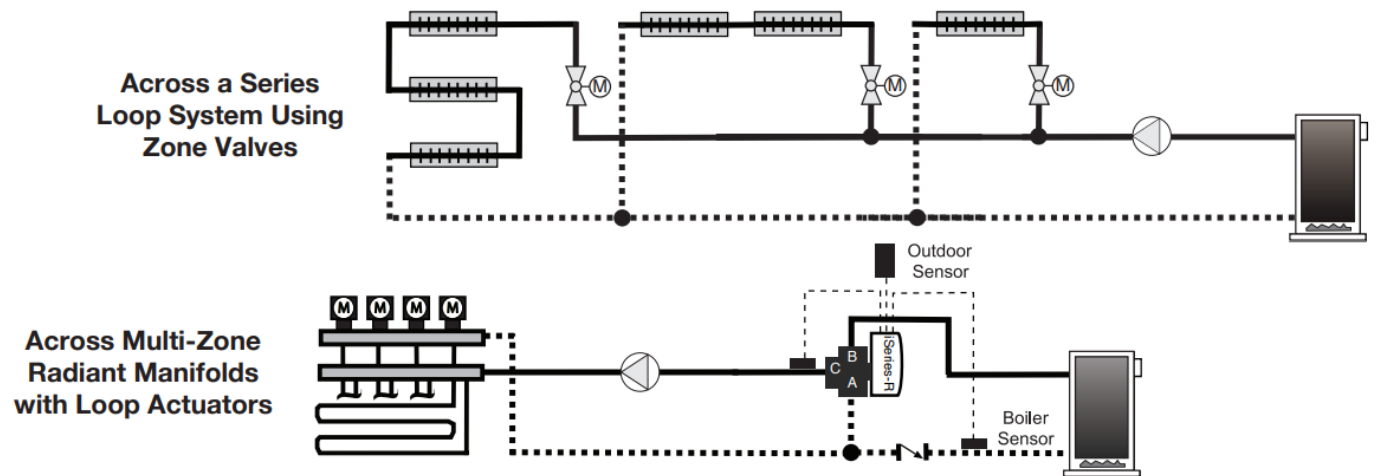 Across a Series
Loop System Using
Zone Valves
M
M
M
Outdoor
Sensor
Across Multi-Zone
Radiant Manifolds
with Loop Actuators
M M M M
B
C
A
iSeries-R
Boiler
Sensor